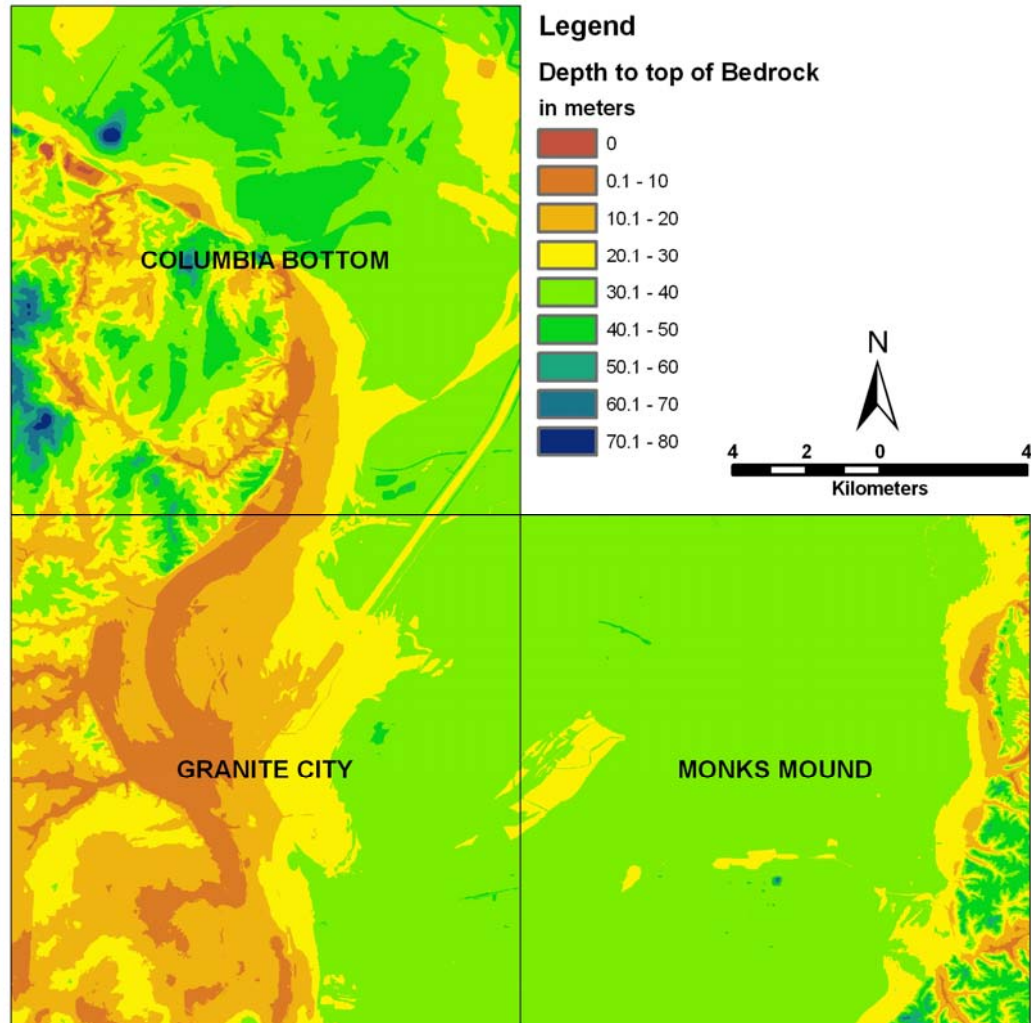 Legend
Depth to top of Bedrock
in meters
0
0.1 - 10
10.1 - 20
20.1 - 30
30.1 - 40
40.1 - 50
50.1 - 60
60.1 - 70
70.1 - 80
N
4 2 0 4
Kilometers
COLUMBIA BOTTOM
GRANITE CITY
MONKS MOUND